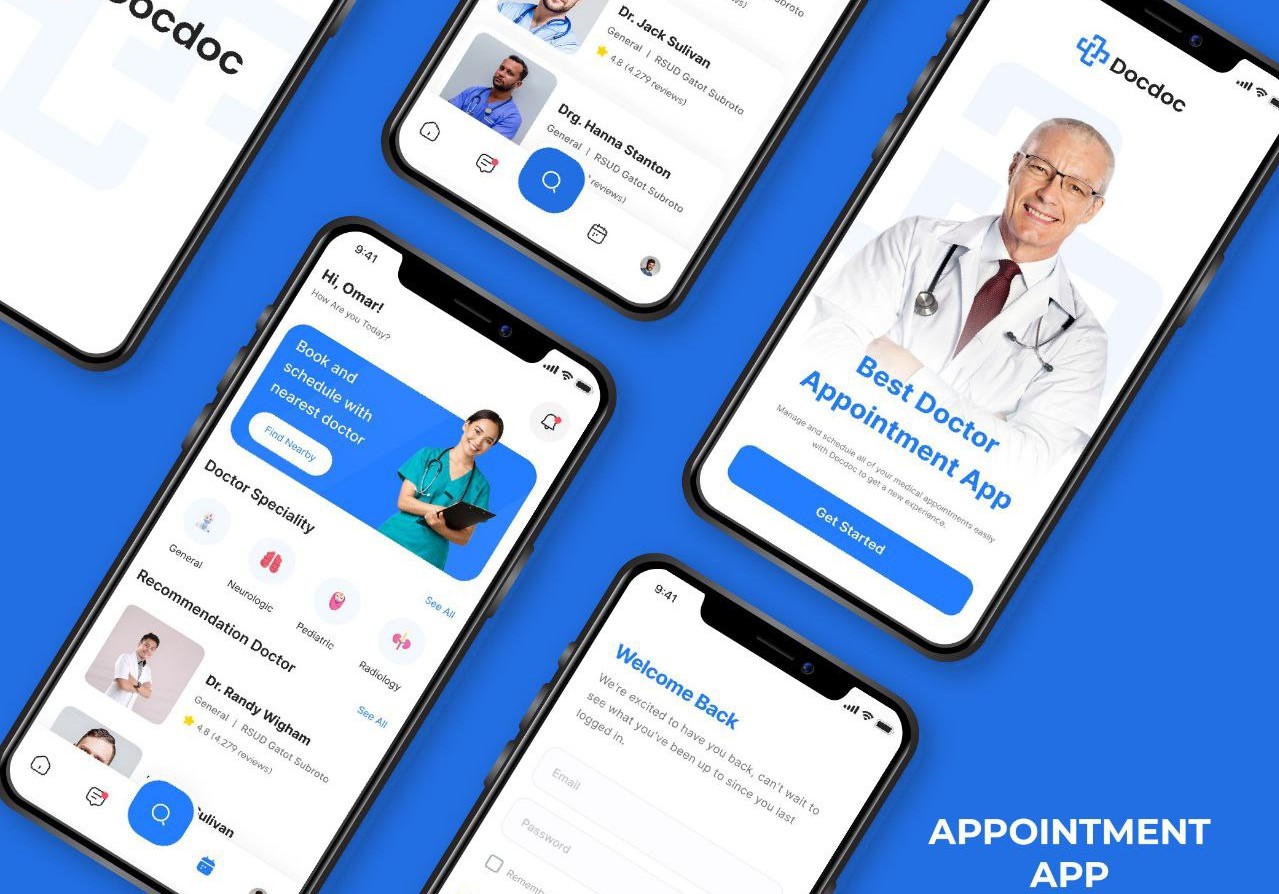 Docdoc
Dr. Jack Sulivan
General | RSUD Gatot Subroto
4.8 (4,279 reviews)
Drg. Hanna Stanton
General | RSUD Gatot Subroto
reviews)
Docdoc
Best Doctor
Appointment App
Manage and schedule all of your medical appointments easily
with Docdoc to get a new experience.
Get Started
9:41
Hi, Omar!
How Are you Today?
Book and
schedule with
nearest doctor
Find Nearby
Doctor Speciality
See All
General
Neurologic
Pediatric
Radiology
Recommendation Doctor
See All
Dr. Randy Wigham
General | RSUD Gatot Subroto
4.8 (4,279 reviews)
Sulivan
9:41
Welcome Back
We're excited to have you back, can't wait to
see what you've been up to since you last
logged in.
Email
Password
Rememb
APPOINTMENT
APP